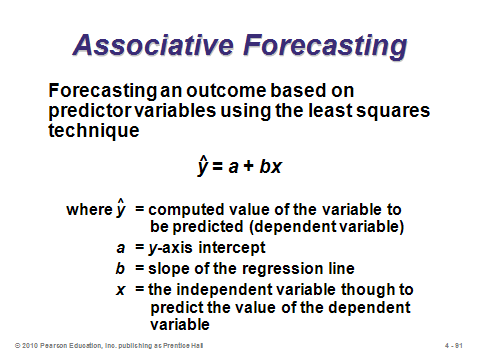 Associative Forecasting
Forecasting an outcome based on
predictor variables using the least squares
technique
ŷ = a + bx
where ŷ = computed value of the variable to
be predicted (dependent variable)
a = y-axis intercept
b = slope of the regression line
x = the independent variable though to
predict the value of the dependent
variable
© 2010 Pearson Education, Inc. publishing as Prentice Hall
4 - 91